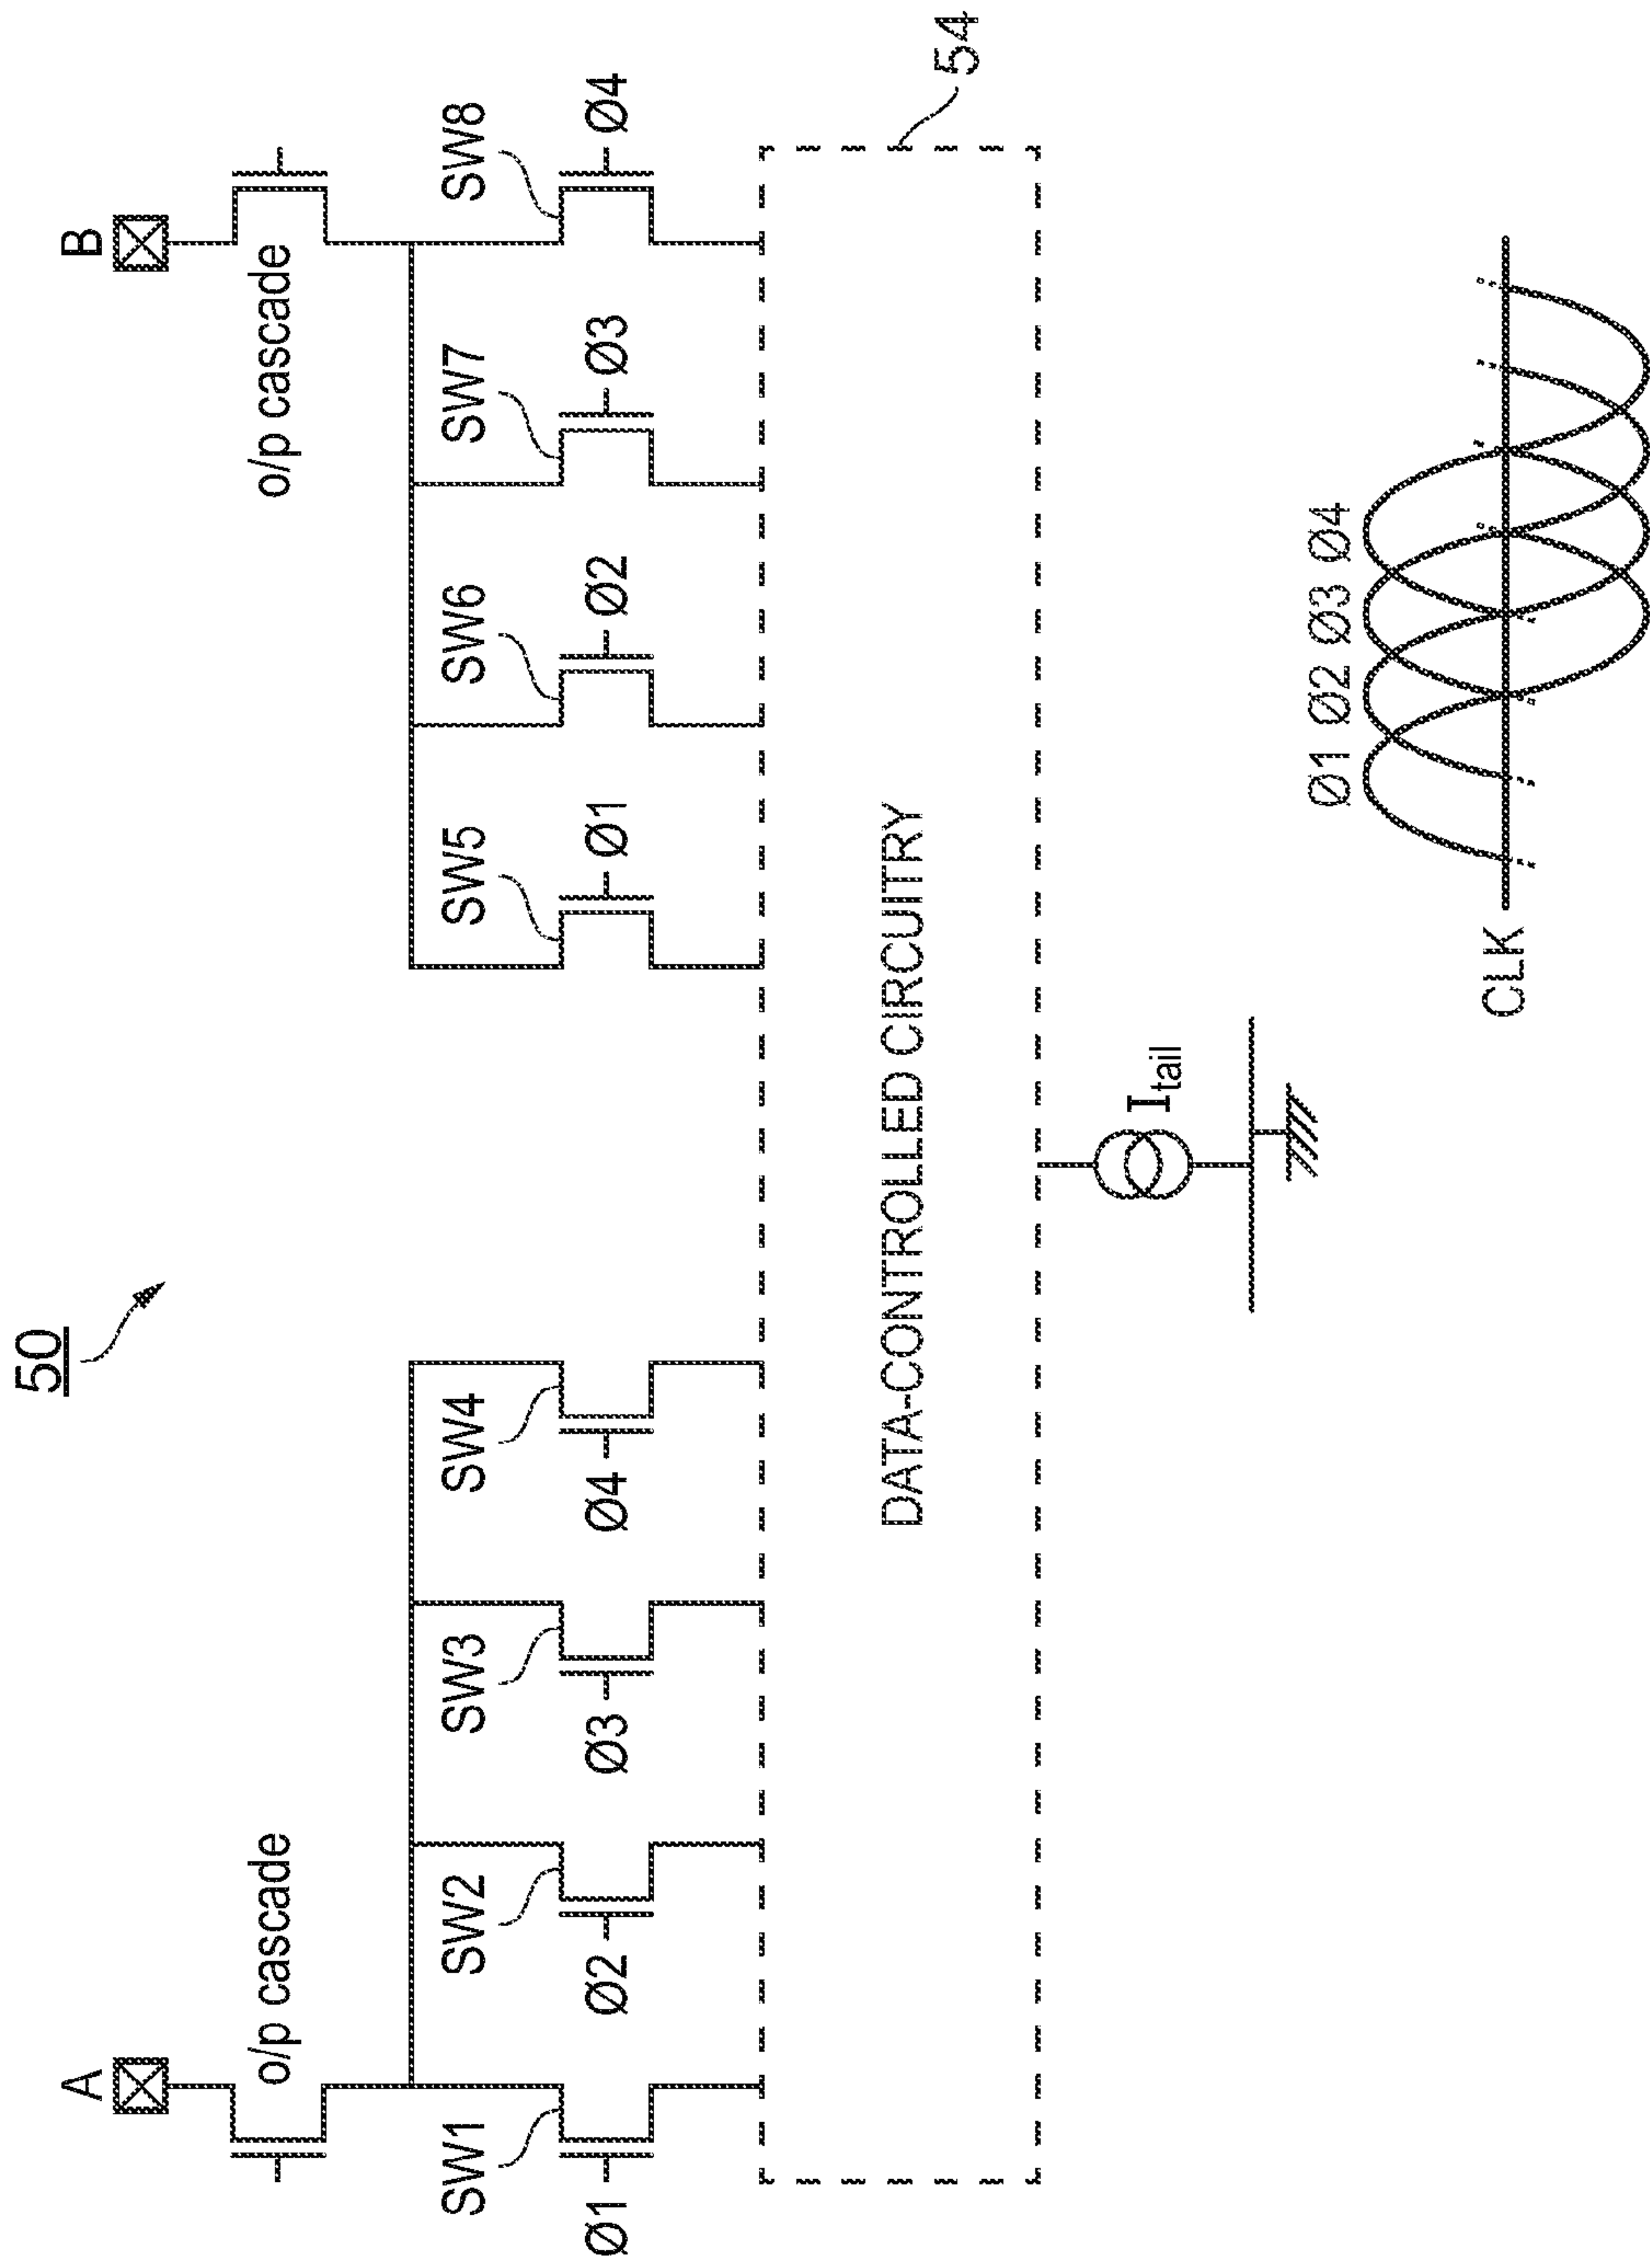 50
A
B
o/p cascade
o/p cascade
SW1
SW2
SW3
SW4
SW5
SW6
SW7
SW8
Ø1
Ø2
Ø3
Ø4
Ø1
Ø2
Ø3
Ø4
DATA-CONTROLLED CIRCUITRY
54
Itail
Ø1 Ø2 Ø3 Ø4
CLK